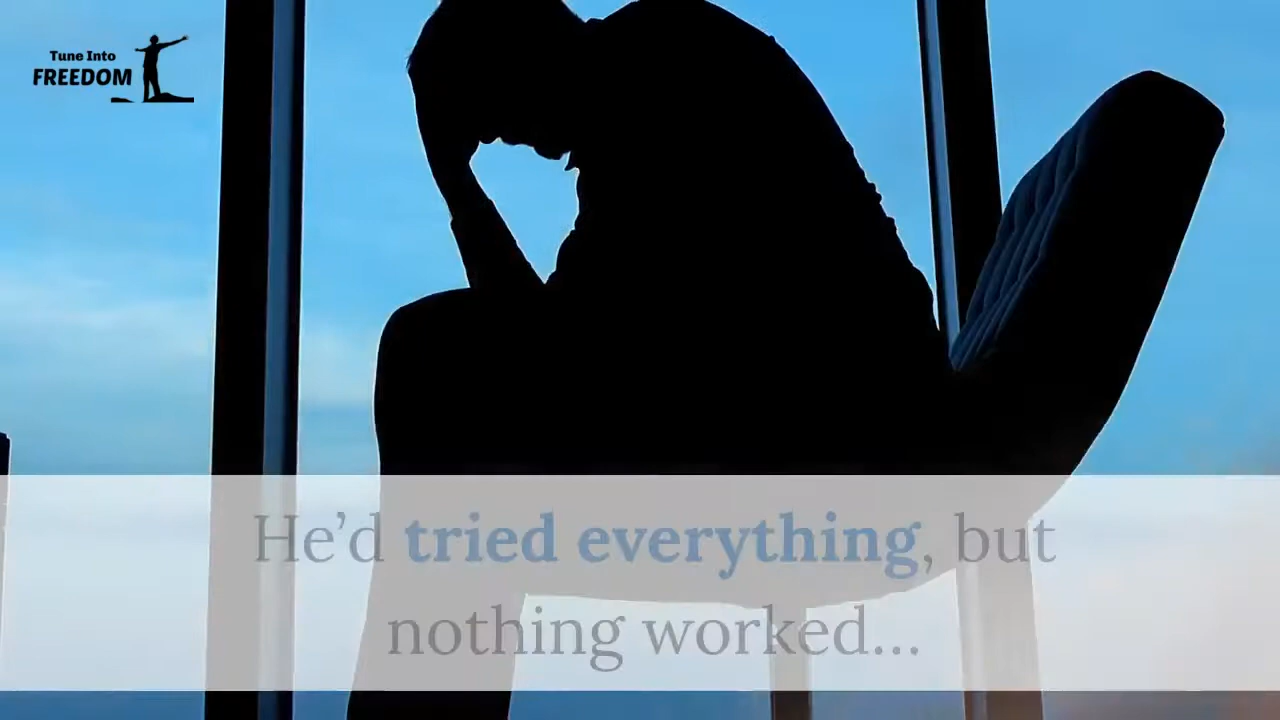 Tune Into
FREEDOM
He’d tried everything, but
nothing worked...